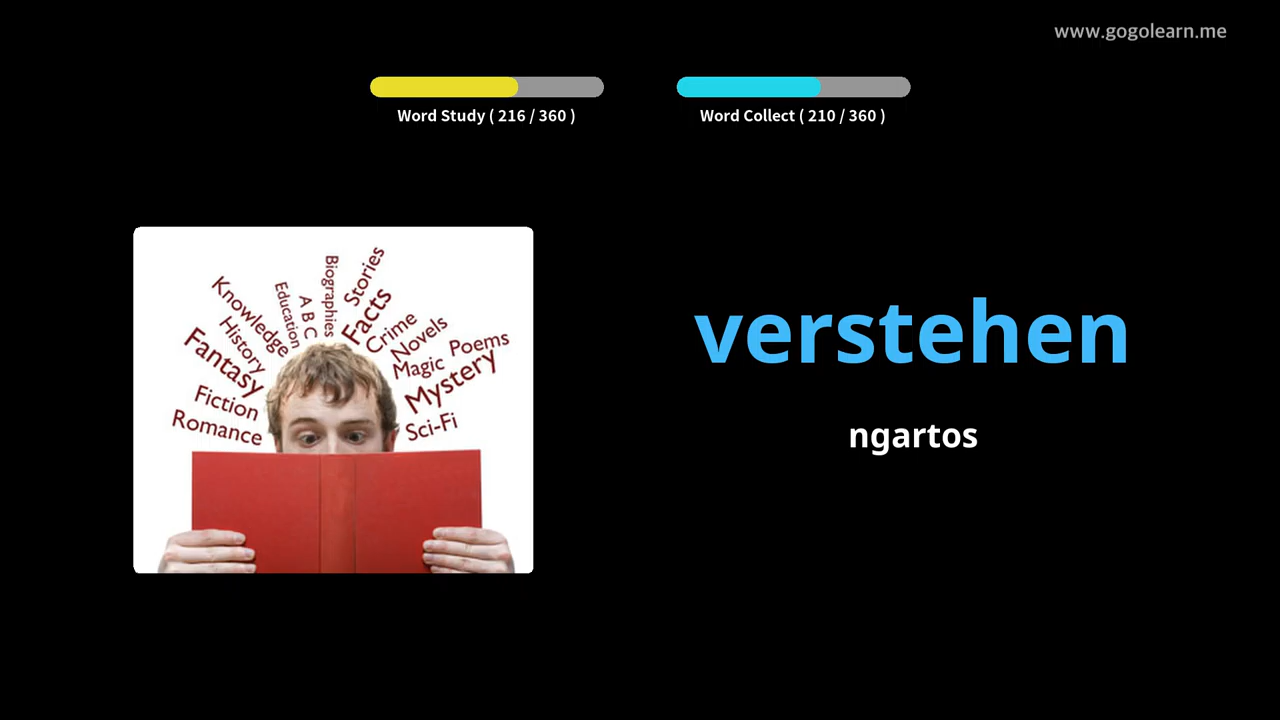 www.gogolearn.me
Word Study ( 216 / 360 )
Word Collect ( 210 / 360 )
Knowledge
Education
A B C
Biographies
Stories
Facts
Crime
Novels
Poems
History
Fantasy
Magic
Mystery
Fiction
Romance
Sci-Fi
verstehen
ngartos